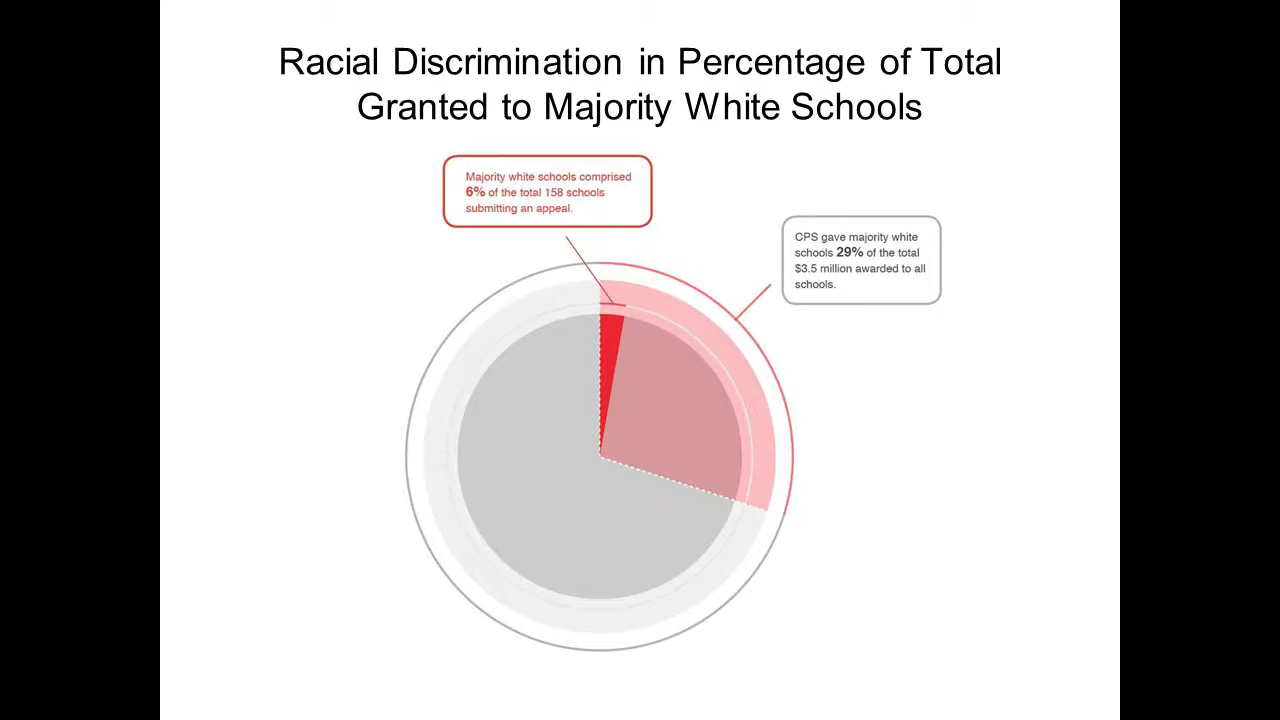 Racial Discrimination in Percentage of Total
Granted to Majority White Schools
Majority white schools comprised
6% of the total 158 schools
submitting an appeal.
CPS gave majority white
schools 29% of the total
$3.5 million awarded to all
schools.